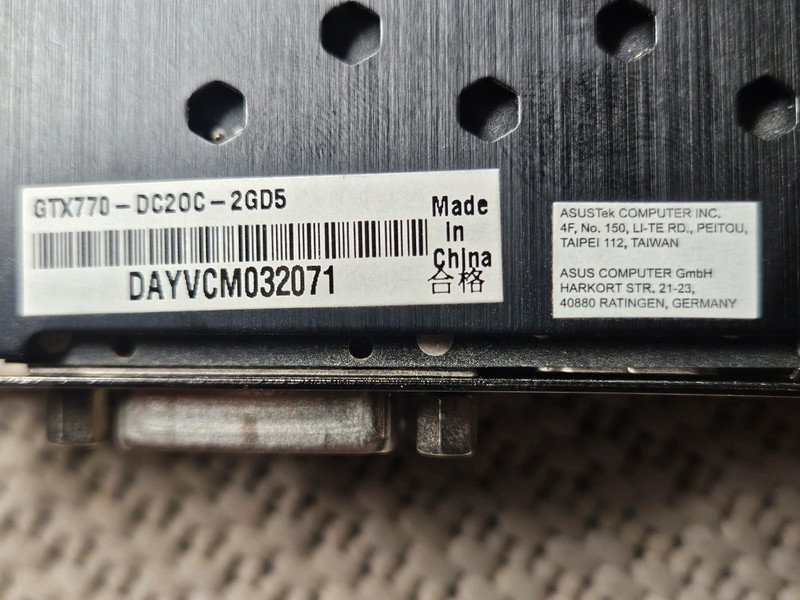 GTX770-DC2OC-2GD5
DAYVCM032071
Made
In
China
合格
ASUSTek COMPUTER INC.
4F, No. 150, LI-TE RD., PEITOU,
TAIPEI 112, TAIWAN
ASUS COMPUTER GmbH
HARKORT STR. 21-23,
40880 RATINGEN, GERMANY